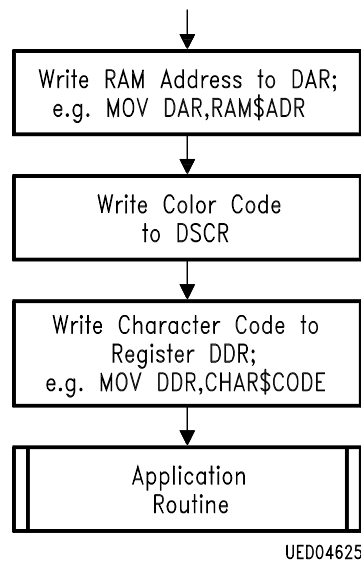 Write RAM Address to DAR;
e.g. MOV DAR,RAM$ADR
Write Color Code
to DSCR
Write Character Code to
Register DDR;
e.g. MOV DDR,CHAR$CODE
Application
Routine
UED04625